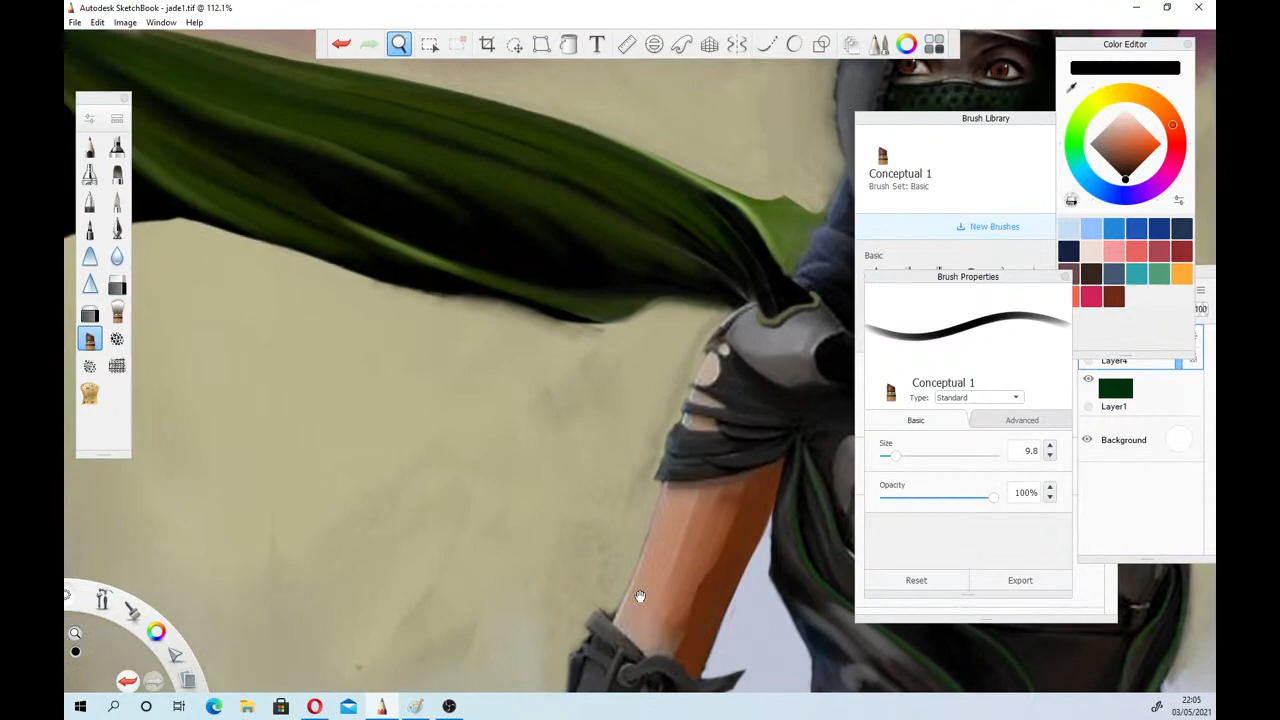 Autodesk SketchBook - jade1.tif @ 112.1%
File Edit Image Window Help
Color Editor
Brush Library
Conceptual 1
Brush Set: Basic
New Brushes
Basic
Brush Properties
Conceptual 1
Type: Standard
Basic Advanced
Size 9.8
Opacity 100%
Reset Export
100
Layer4
Layer1
Background
22:05
03/05/2021